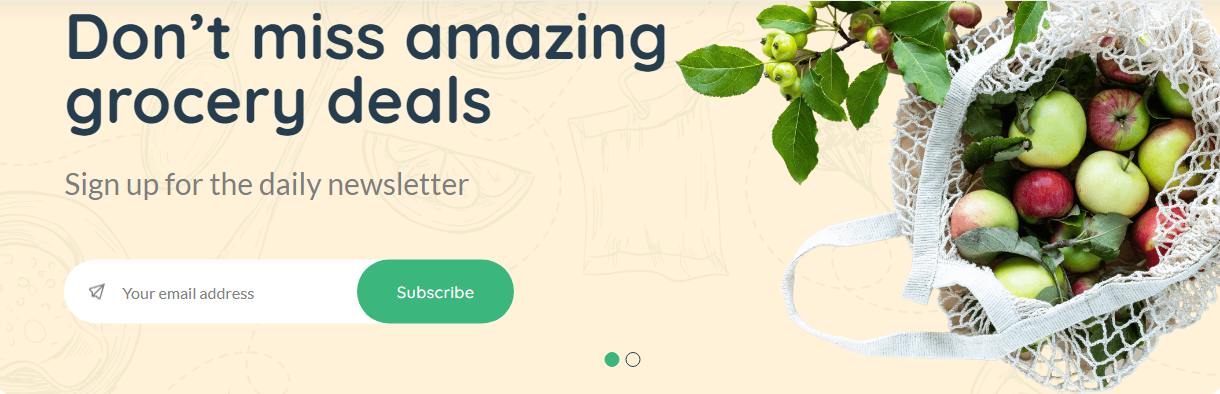 Don’t miss amazing
grocery deals
Sign up for the daily newsletter
Your email address
Subscribe